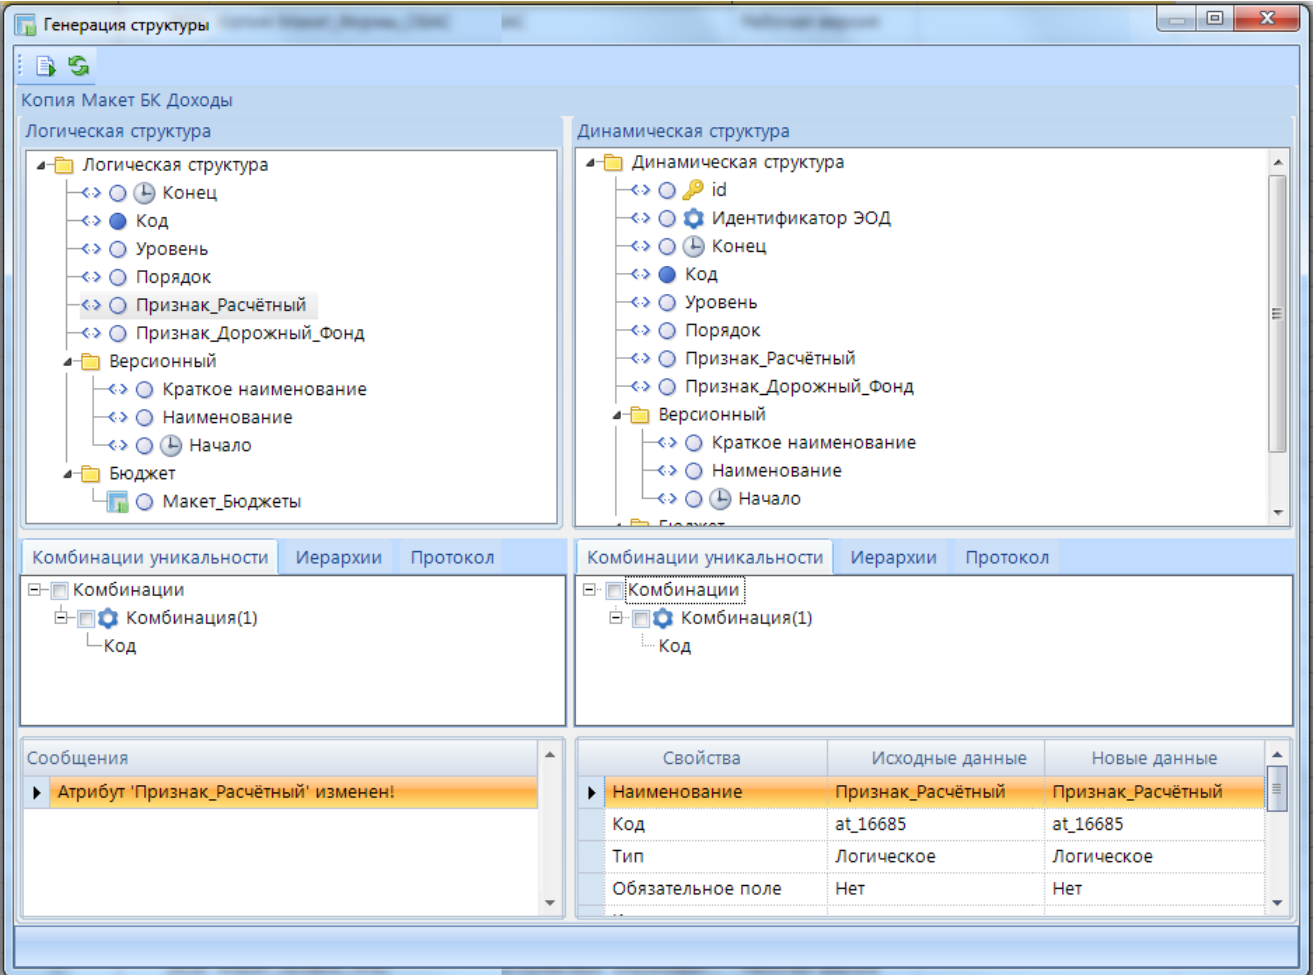 Генерация структуры
Копия Макет БК Доходы
Логическая структура
Логическая структура
Конец
Код
Уровень
Порядок
Признак_Расчётный
Признак_Дорожный_Фонд
Версионный
Краткое наименование
Наименование
Начало
Бюджет
Макет_Бюджеты
Динамическая структура
Динамическая структура
id
Идентификатор ЭОД
Конец
Код
Уровень
Порядок
Признак_Расчётный
Признак_Дорожный_Фонд
Версионный
Краткое наименование
Наименование
Начало
Комбинации уникальности Иерархии Протокол
Комбинации
Комбинация(1)
Код
Комбинации уникальности Иерархии Протокол
Комбинации
Комбинация(1)
Код
Сообщения
Атрибут 'Признак_Расчётный' изменен!
Свойства Исходные данные Новые данные
Наименование Признак_Расчётный Признак_Расчётный
Код at_16685 at_16685
Тип Логическое Логическое
Обязательное поле Нет Нет